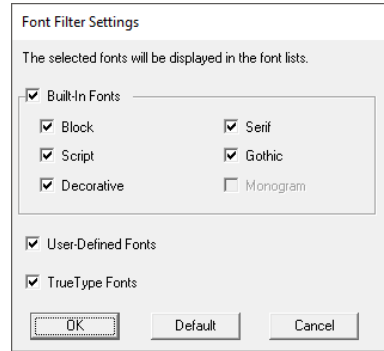 Font Filter Settings
The selected fonts will be displayed in the font lists.
Built-In Fonts
Block Serif
Script Gothic
Decorative Monogram
User-Defined Fonts
TrueType Fonts
OK Default Cancel